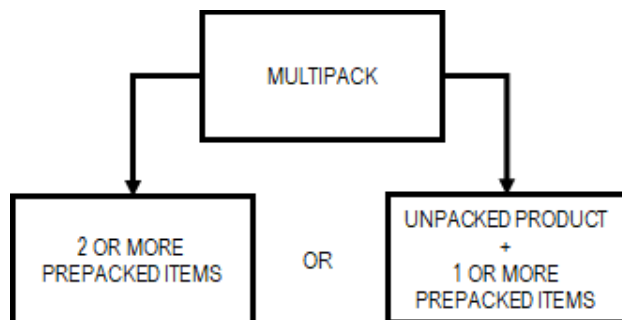 MULTIPACK
2 OR MORE
PREPACKED ITEMS
OR
UNPACKED PRODUCT
+
1 OR MORE
PREPACKED ITEMS